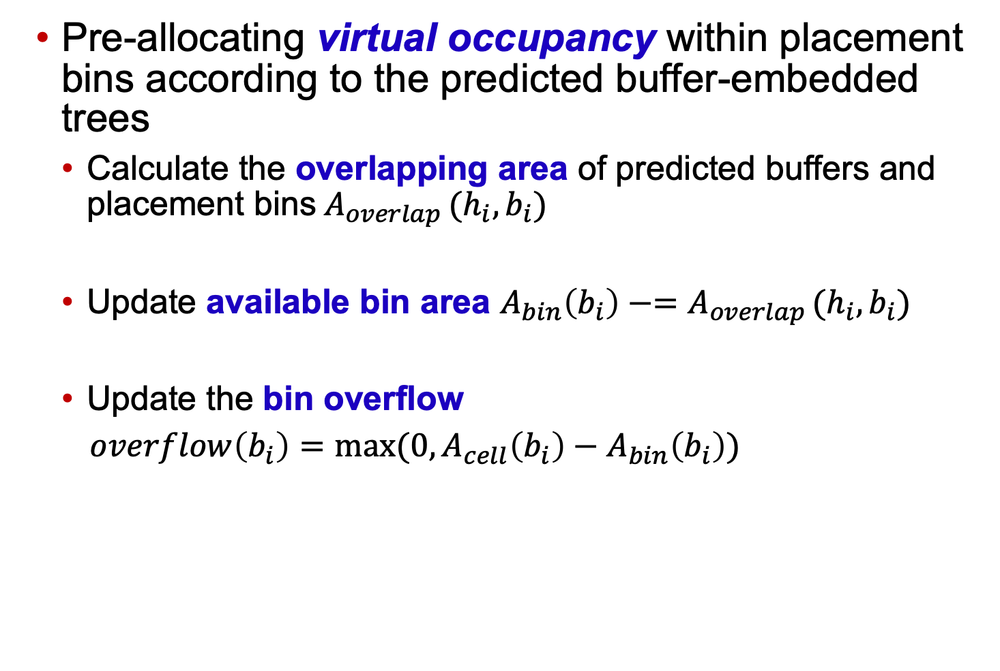 • Pre-allocating virtual occupancy within placement
bins according to the predicted buffer-embedded
trees
• Calculate the overlapping area of predicted buffers and
placement bins A_{overlap} (h_i, b_i)
• Update available bin area A_{bin}(b_i) −= A_{overlap} (h_i, b_i)
• Update the bin overflow
overflow(b_i) = max(0, A_{cell}(b_i) − A_{bin}(b_i))